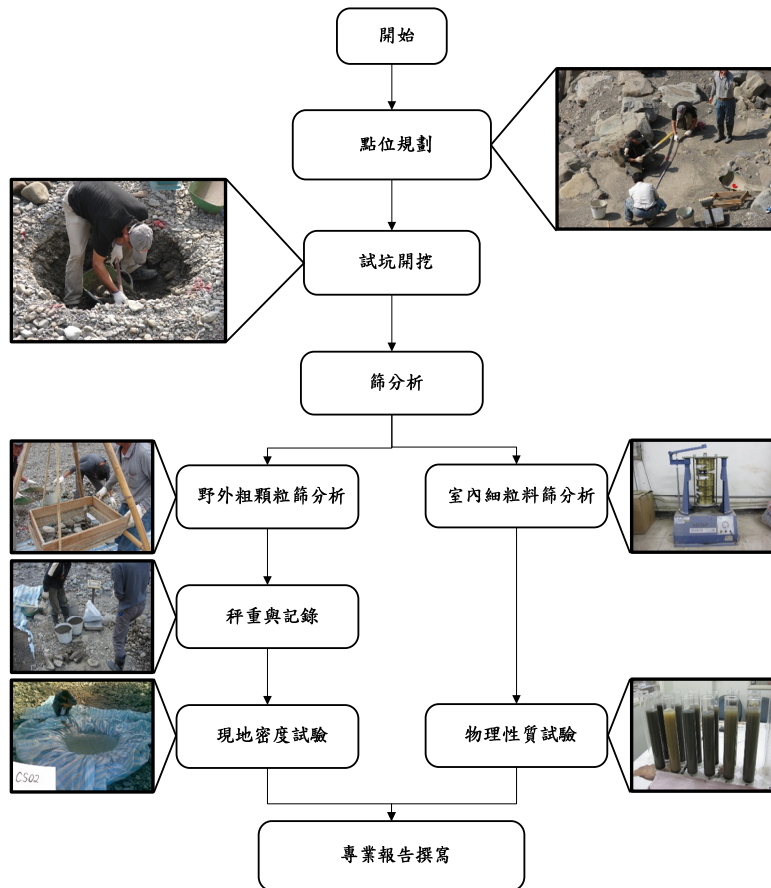 開始
點位規劃
試坑開挖
篩分析
野外粗顆粒篩分析
室內細粒料篩分析
秤重與記錄
現地密度試驗
物理性質試驗
CS02
專業報告撰寫